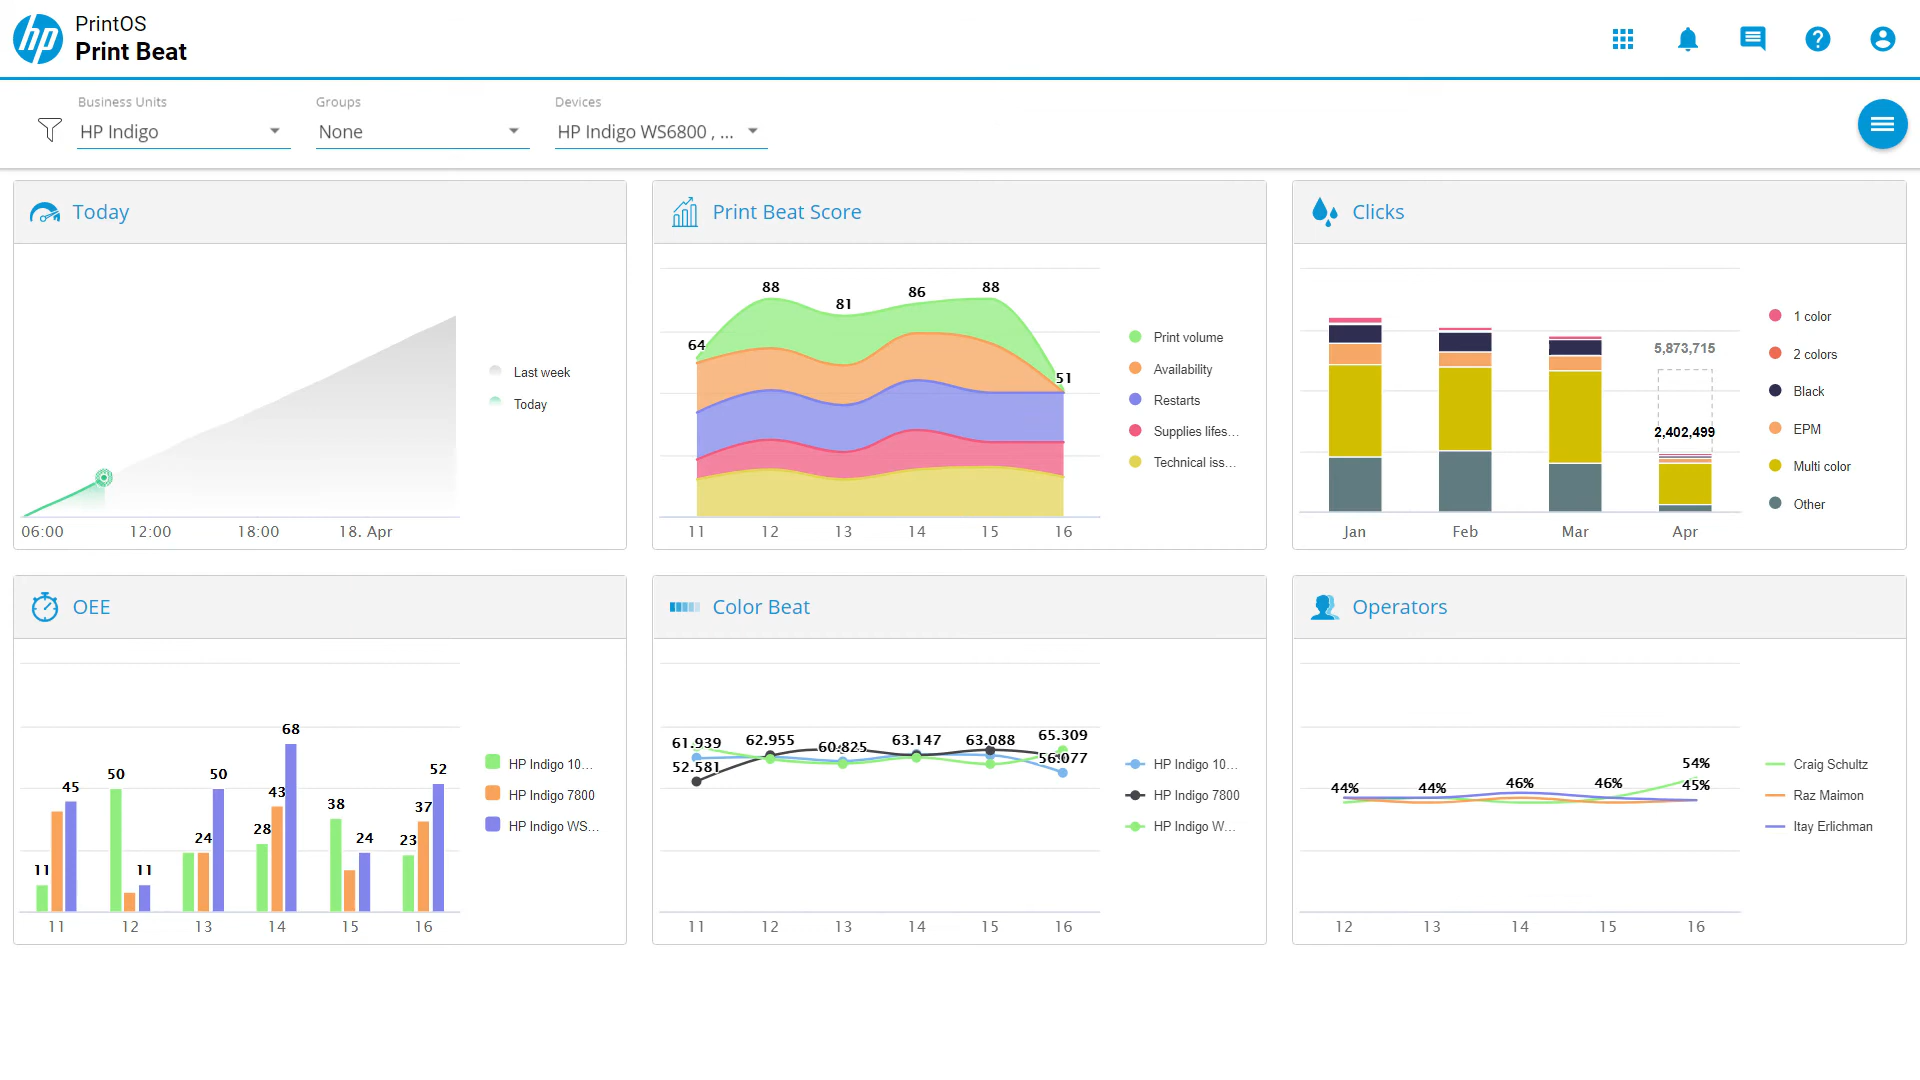 hp
PrintOS
Print Beat
Business Units
HP Indigo
Groups
None
Devices
HP Indigo WS6800 , ...
Today
Last week
Today
06:00
12:00
18:00
18. Apr
Print Beat Score
64
88
81
86
88
51
Print volume
Availability
Restarts
Supplies lifes...
Technical iss...
11
12
13
14
15
16
Clicks
5,873,715
2,402,499
1 color
2 colors
Black
EPM
Multi color
Other
Jan
Feb
Mar
Apr
OEE
11
45
50
11
24
50
28
43
68
38
24
23
37
52
HP Indigo 10...
HP Indigo 7800
HP Indigo WS...
11
12
13
14
15
16
Color Beat
61.939
52.581
62.955
60.825
63.147
63.088
65.309
56.077
HP Indigo 10...
HP Indigo 7800
HP Indigo W...
11
12
13
14
15
16
Operators
44%
44%
46%
46%
54%
45%
Craig Schultz
Raz Maimon
Itay Erlichman
12
13
14
15
16